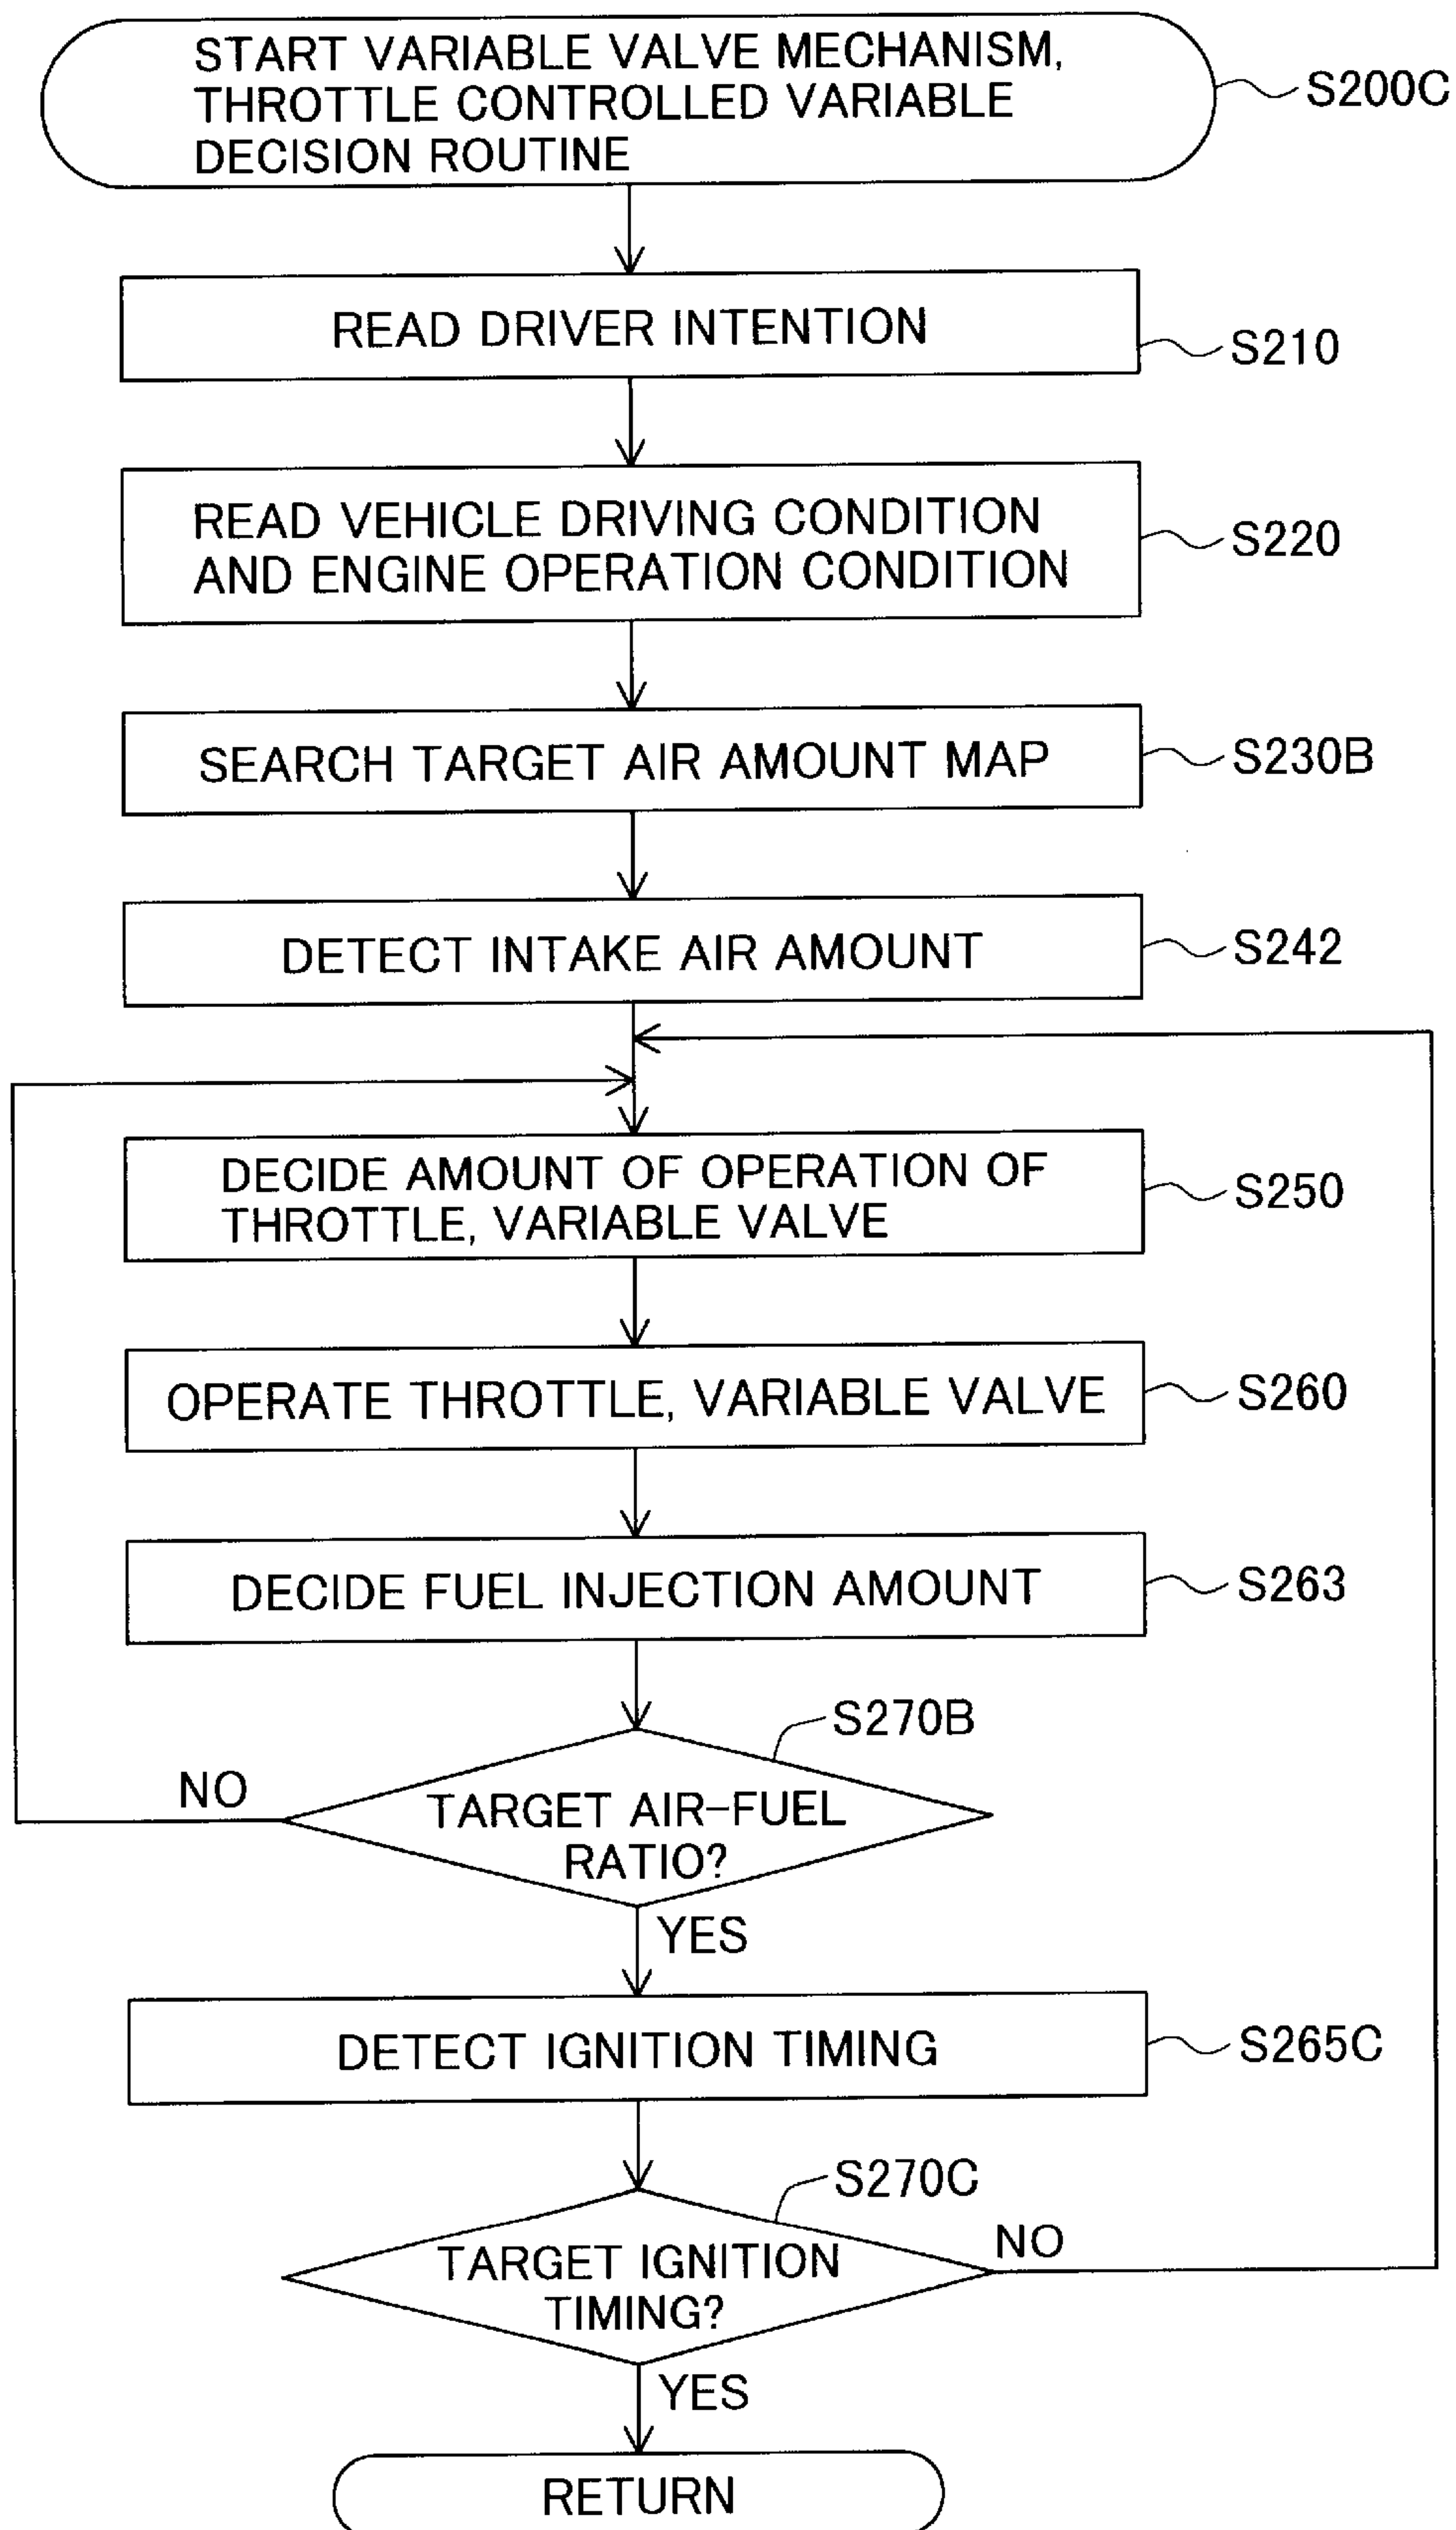 START VARIABLE VALVE MECHANISM,
THROTTLE CONTROLLED VARIABLE
DECISION ROUTINE
S200C
READ DRIVER INTENTION
S210
READ VEHICLE DRIVING CONDITION
AND ENGINE OPERATION CONDITION
S220
SEARCH TARGET AIR AMOUNT MAP
S230B
DETECT INTAKE AIR AMOUNT
S242
DECIDE AMOUNT OF OPERATION OF
THROTTLE, VARIABLE VALVE
S250
OPERATE THROTTLE, VARIABLE VALVE
S260
DECIDE FUEL INJECTION AMOUNT
S263
S270B
NO
TARGET AIR-FUEL
RATIO?
YES
DETECT IGNITION TIMING
S265C
S270C
NO
TARGET IGNITION
TIMING?
YES
RETURN